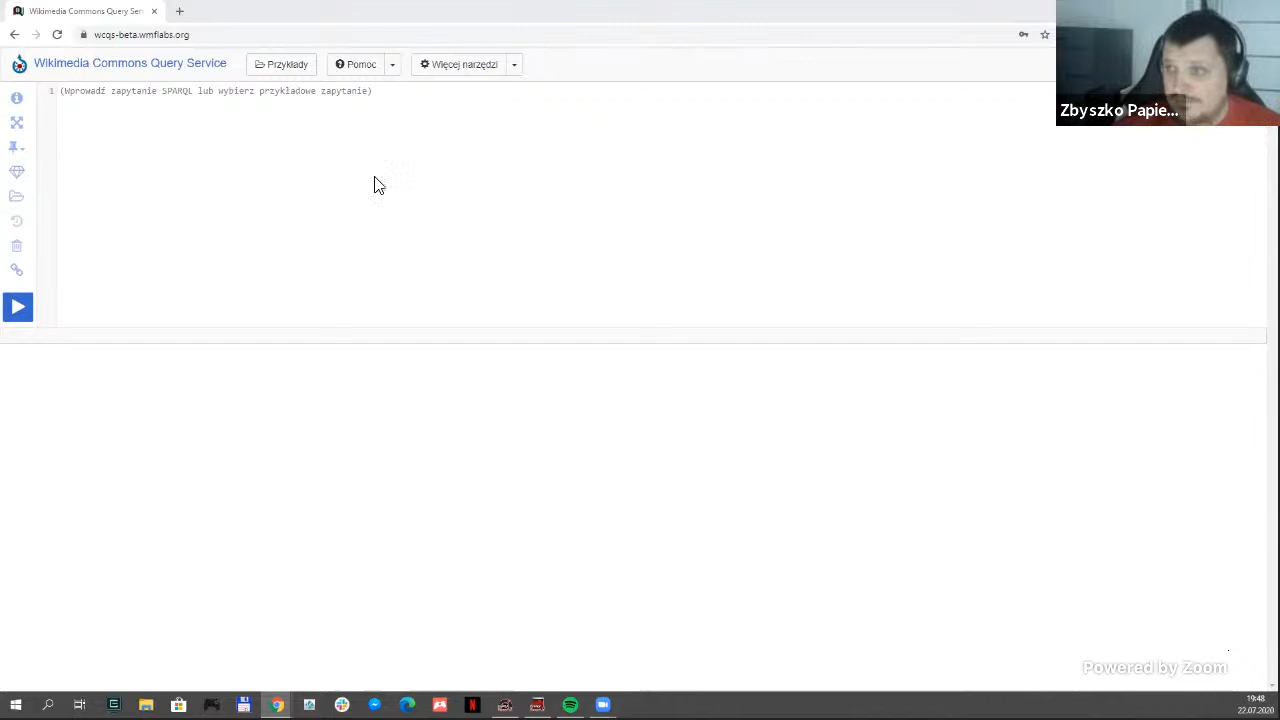 Wikimedia Commons Query Ser
wcqs-beta.wmflabs.org
Wikimedia Commons Query Service
Przykłady
Pomoc
Więcej narzędzi
1 (Wprowadź zapytanie SPARQL lub wybierz przykładowe zapytanie)
Zbyszko Papie...
Powered by Zoom
19:48
22.07.2020